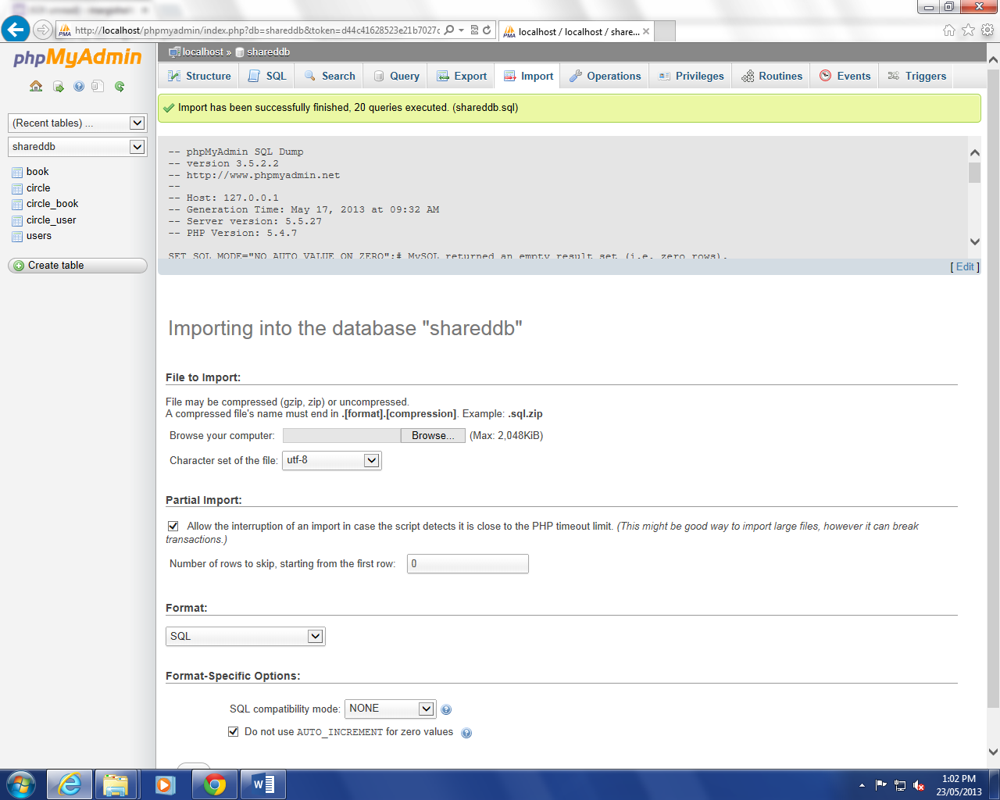 http://localhost/phpmyadmin/index.php?db=shareddb&token=d44c41628523e21b7027c
localhost / localhost / share...
phpMyAdmin
localhost » shareddb
Structure SQL Search Query Export Import Operations Privileges Routines Events Triggers
Import has been successfully finished, 20 queries executed. (shareddb.sql)
(Recent tables) ...
shareddb
book
circle
circle_book
circle_user
users
Create table
-- phpMyAdmin SQL Dump
-- version 3.5.2.2
-- http://www.phpmyadmin.net
--
-- Host: 127.0.0.1
-- Generation Time: May 17, 2013 at 09:32 AM
-- Server version: 5.5.27
-- PHP Version: 5.4.7
SET SQL_MODE="NO_AUTO_VALUE_ON_ZERO";# MySQL returned an empty result set (i.e. zero rows).
[ Edit ]
Importing into the database "shareddb"
File to Import:
File may be compressed (gzip, zip) or uncompressed.
A compressed file's name must end in .[format].[compression]. Example: .sql.zip
Browse your computer: Browse... (Max: 2,048KiB)
Character set of the file: utf-8
Partial Import:
Allow the interruption of an import in case the script detects it is close to the PHP timeout limit. (This might be good way to import large files, however it can break
transactions.)
Number of rows to skip, starting from the first row: 0
Format:
SQL
Format-Specific Options:
SQL compatibility mode: NONE
Do not use AUTO_INCREMENT for zero values
1:02 PM
23/05/2013